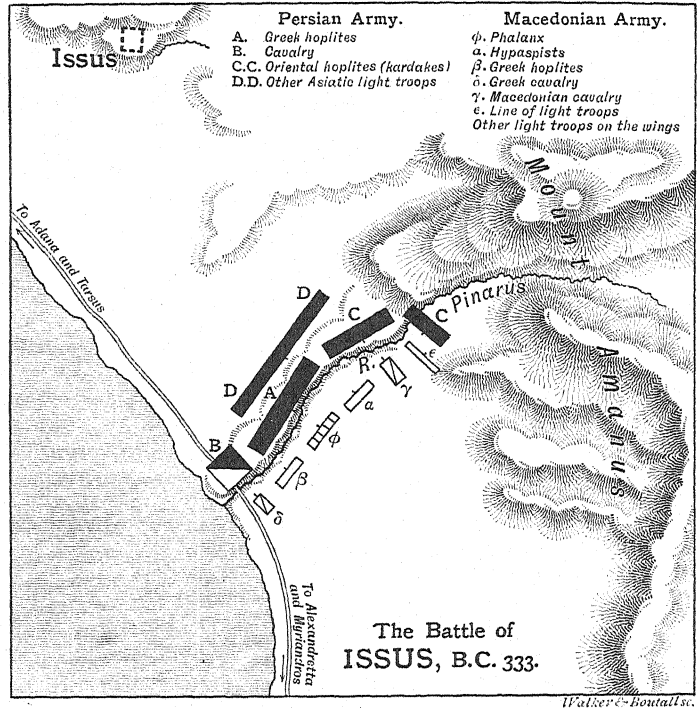 Issus
Persian Army.
A. Greek hoplites
B. Cavalry
C.C. Oriental hoplites (kardakes)
D.D. Other Asiatic light troops
Macedonian Army.
ϕ. Phalanx
α. Hypaspists
β. Greek hoplites
δ. Greek cavalry
γ. Macedonian cavalry
ϵ. Line of light troops
Other light troops on the wings
Mount
Amanus
To Adana and Tarsus
Pinarus
R.
D
D
C
C
A
B
ϵ
γ
α
ϕ
β
δ
To Alexandretta
and Myriandros
The Battle of
ISSUS, B.C. 333.
Walker & Boutall sc.